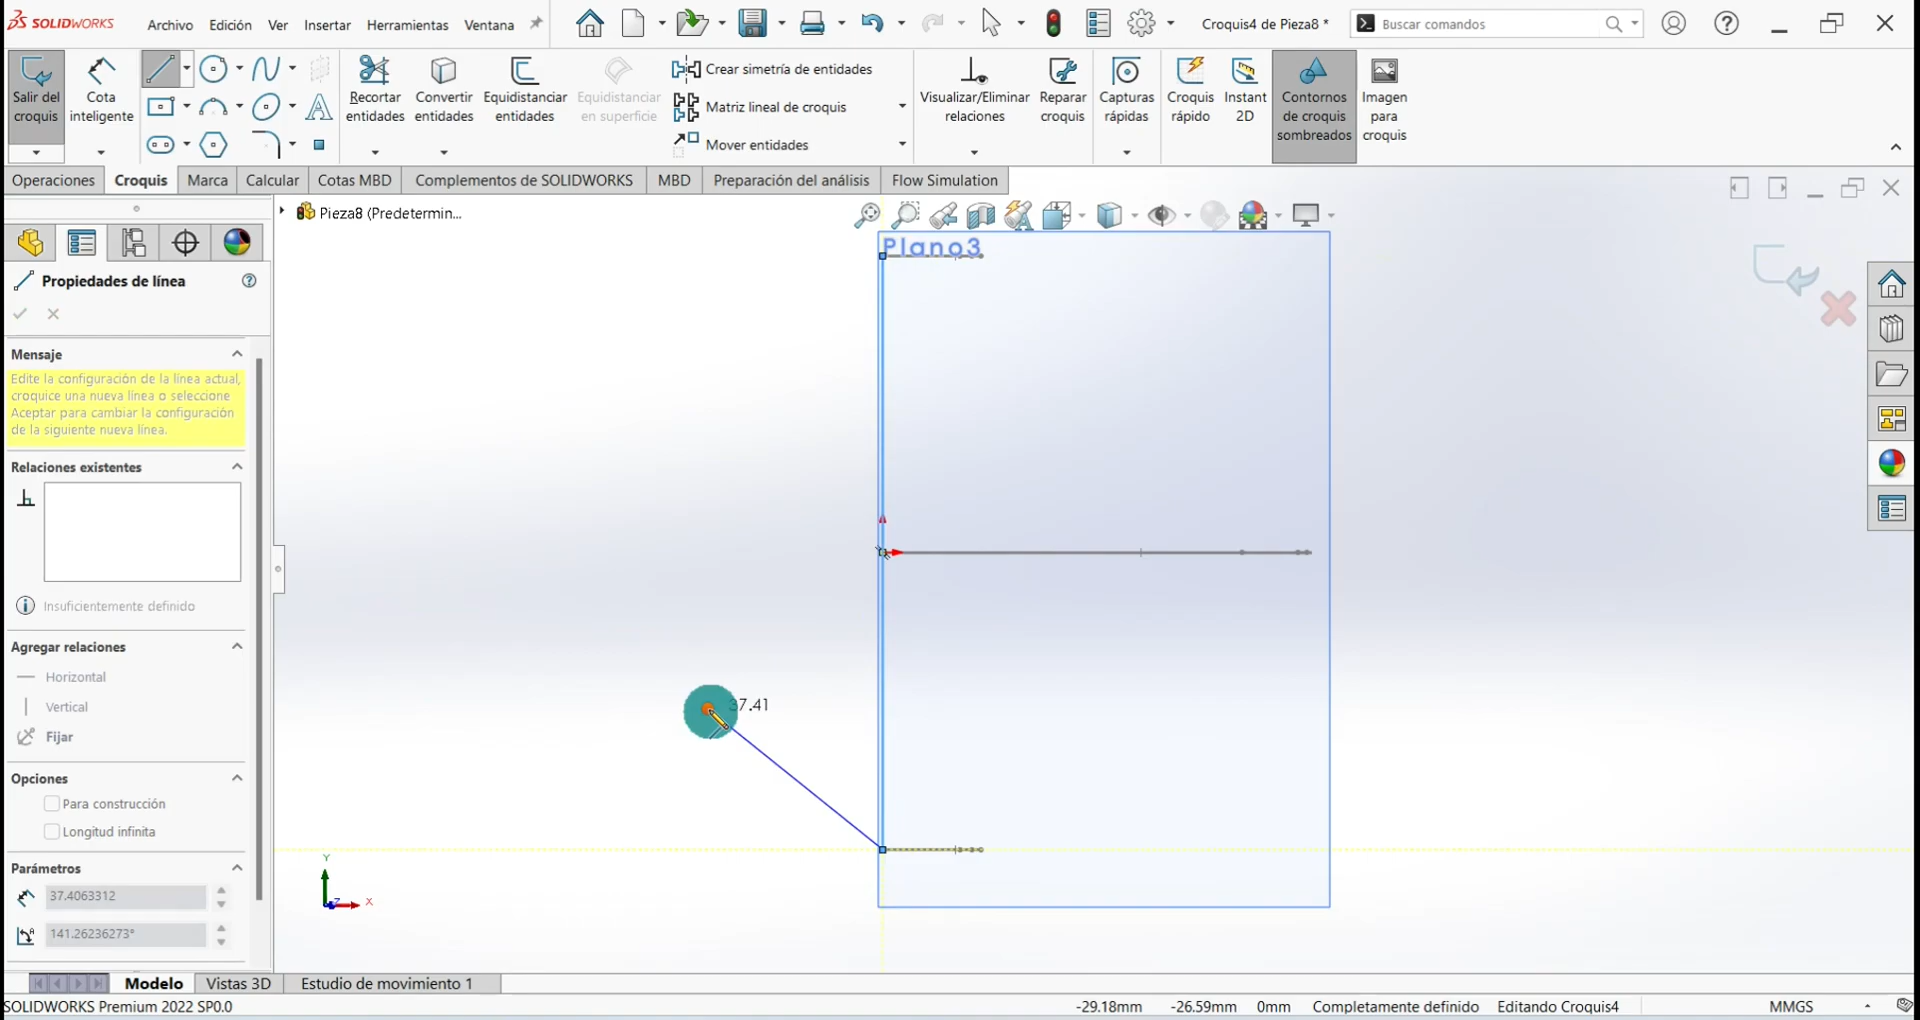 SOLIDWORKS
Archivo Edición Ver Insertar Herramientas Ventana
Croquis4 de Pieza8 *
Buscar comandos
Salir del croquis
Cota inteligente
Recortar entidades
Convertir entidades
Equidistanciar entidades
Equidistanciar en superficie
Crear simetría de entidades
Matriz lineal de croquis
Mover entidades
Visualizar/Eliminar relaciones
Reparar croquis
Capturas rápidas
Croquis rápido
Instant 2D
Contornos de croquis sombreados
Imagen para croquis
Operaciones Croquis Marca Calcular Cotas MBD Complementos de SOLIDWORKS MBD Preparación del análisis Flow Simulation
Pieza8 (Predetermin...
Plano3
Propiedades de línea
Mensaje
Edite la configuración de la línea actual,
croquice una nueva línea o seleccione
Aceptar para cambiar la configuración
de la siguiente nueva línea.
Relaciones existentes
Insuficientemente definido
Agregar relaciones
Horizontal
Vertical
Fijar
Opciones
Para construcción
Longitud infinita
Parámetros
37.4063312
141.26236273°
37.41
Y
Z
X
Modelo Vistas 3D Estudio de movimiento 1
SOLIDWORKS Premium 2022 SP0.0
-29.18mm -26.59mm 0mm Completamente definido Editando Croquis4 MMGS